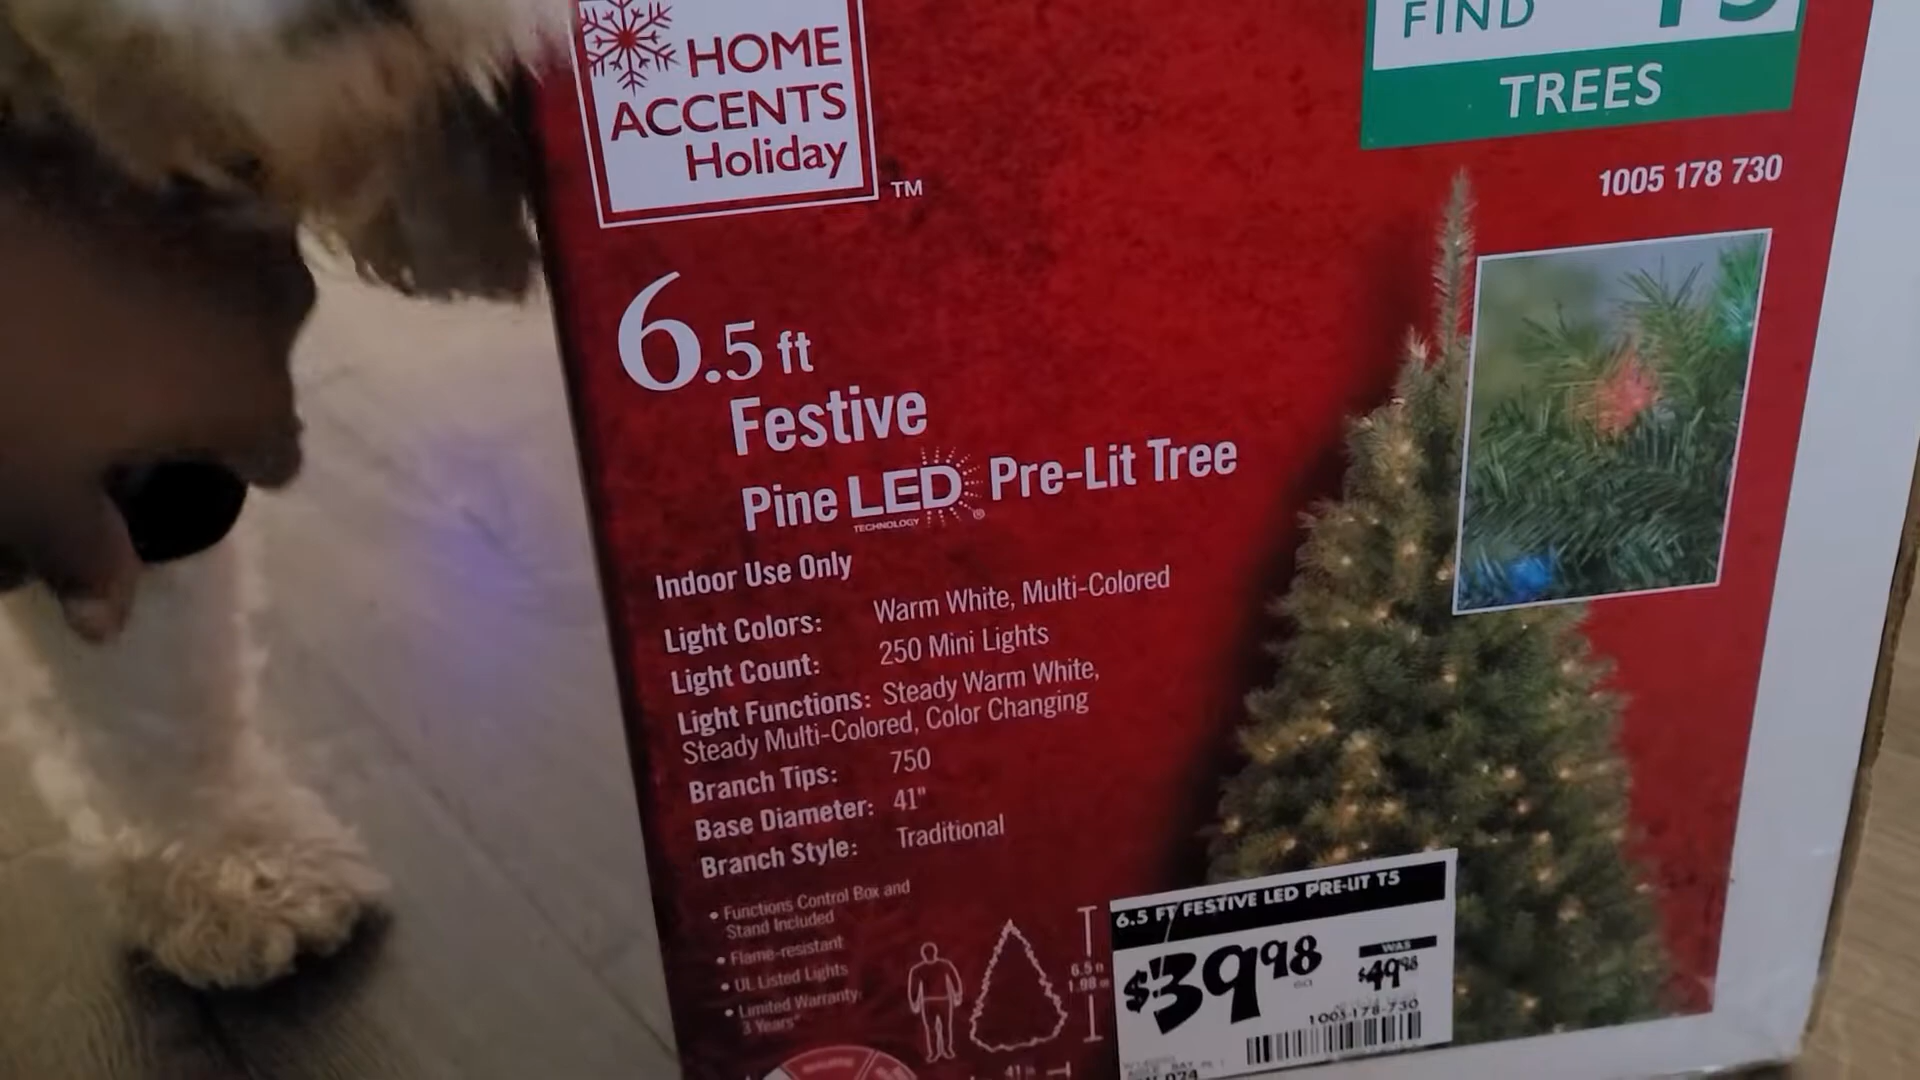 HOME
ACCENTS
Holiday
TM
FIND T5
TREES
1005 178 730
6.5 ft
Festive
Pine LED Pre-Lit Tree
TECHNOLOGY ®
Indoor Use Only
Light Colors: Warm White, Multi-Colored
Light Count: 250 Mini Lights
Light Functions: Steady Warm White,
Steady Multi-Colored, Color Changing
Branch Tips: 750
Base Diameter: 41"
Branch Style: Traditional
• Functions Control Box and
Stand Included
• Flame-resistant
• UL Listed Lights
• Limited Warranty:
3 Years*
6.5 ft
1.98 m
41"
6.5 FT FESTIVE LED PRE-LIT T5
$39.98
WAS
$49.98
1005-178-730